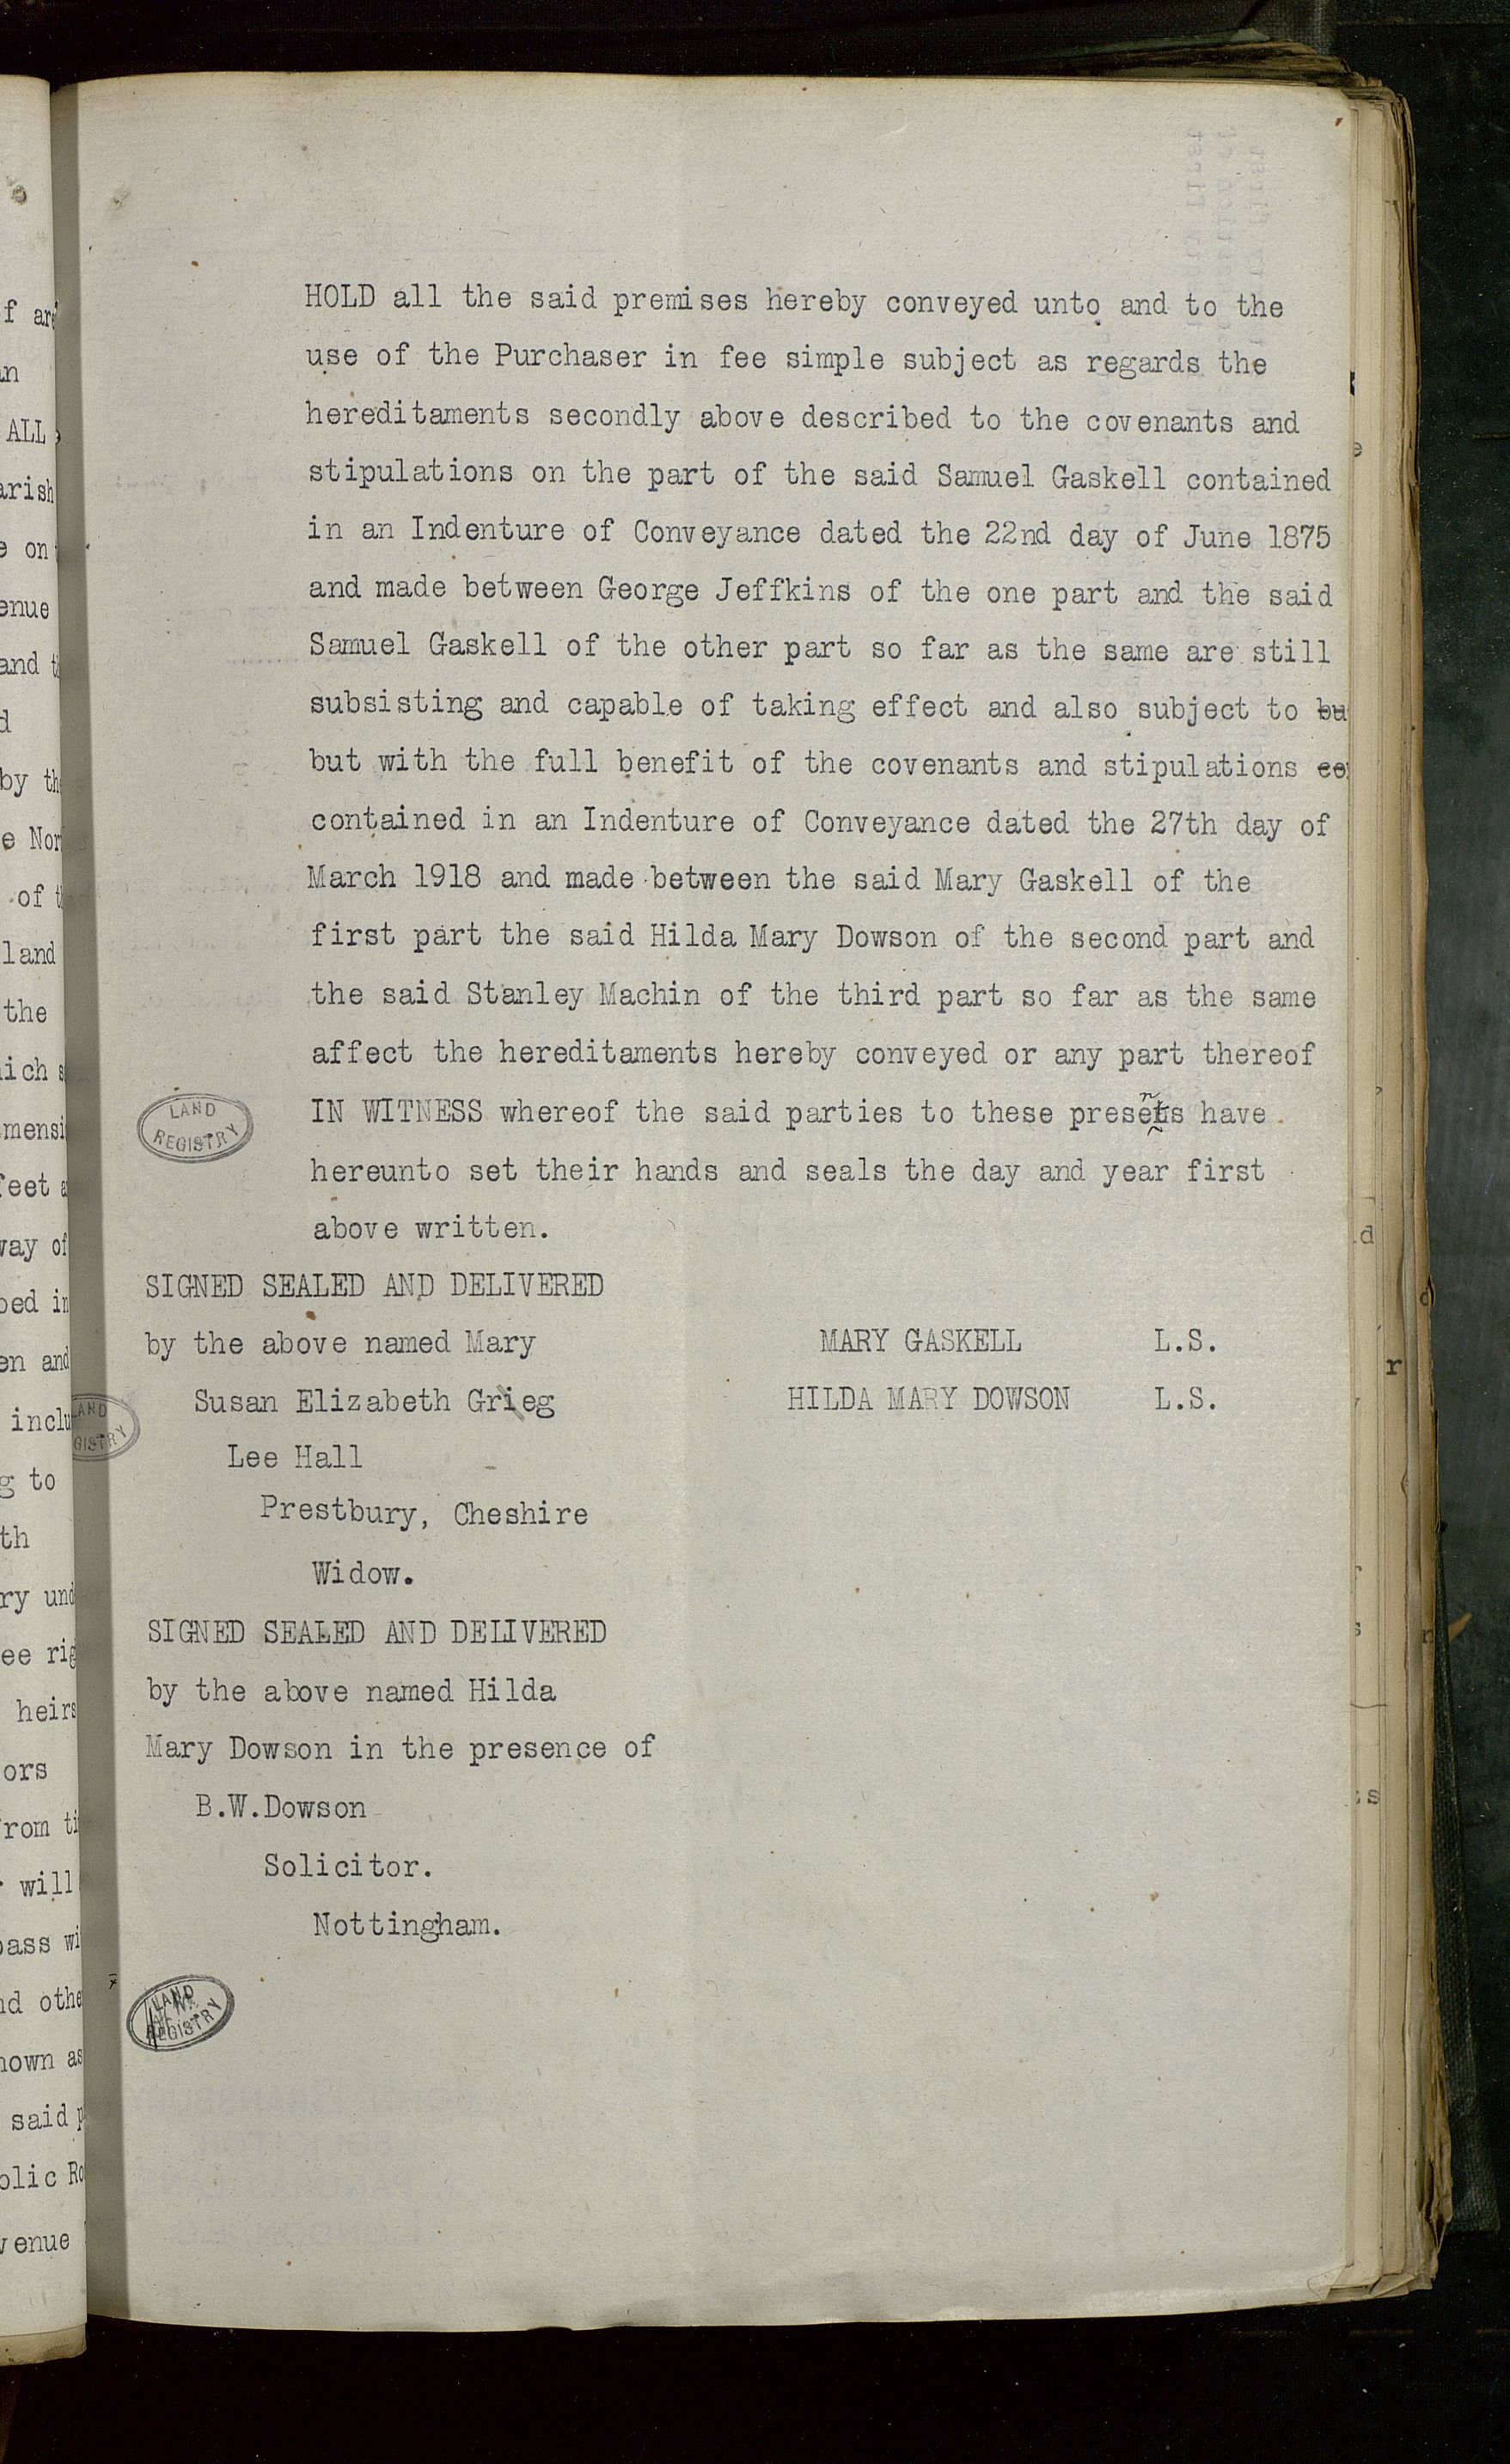 HOLD all the said premises hereby conveyed unto and to the
use of the Purchaser in fee simple subject as regards the
hereditaments secondly above described to the covenants and
stipulations on the part of the said Samuel Gaskell contained
in an Indenture of Conveyance dated the 22nd day of June 1875
and made between George Jeffkins of the one part and the said
Samuel Gaskell of the other part so far as the same are still
subsisting and capable of taking effect and also subject to bu
but with the full benefit of the covenants and stipulations co
contained in an Indenture of Conveyance dated the 27th day of
March 1918 and made between the said Mary Gaskell of the
first part the said Hilda Mary Dowson of the second part and
the said Stanley Machin of the third part so far as the same
affect the hereditaments hereby conveyed or any part thereof
IN WITNESS whereof the said parties to these presents have
hereunto set their hands and seals the day and year first
above written.
LAND
REGISTRY
SIGNED SEALED AND DELIVERED
by the above named Mary
MARY GASKELL L.S.
Susan Elizabeth Grieg
HILDA MARY DOWSON L.S.
Lee Hall
Prestbury, Cheshire
Widow.
SIGNED SEALED AND DELIVERED
by the above named Hilda
Mary Dowson in the presence of
B.W.Dowson
Solicitor.
Nottingham.
LAND
REGISTRY
ALL
land
the
feet
g to
th
heirs
ors
will